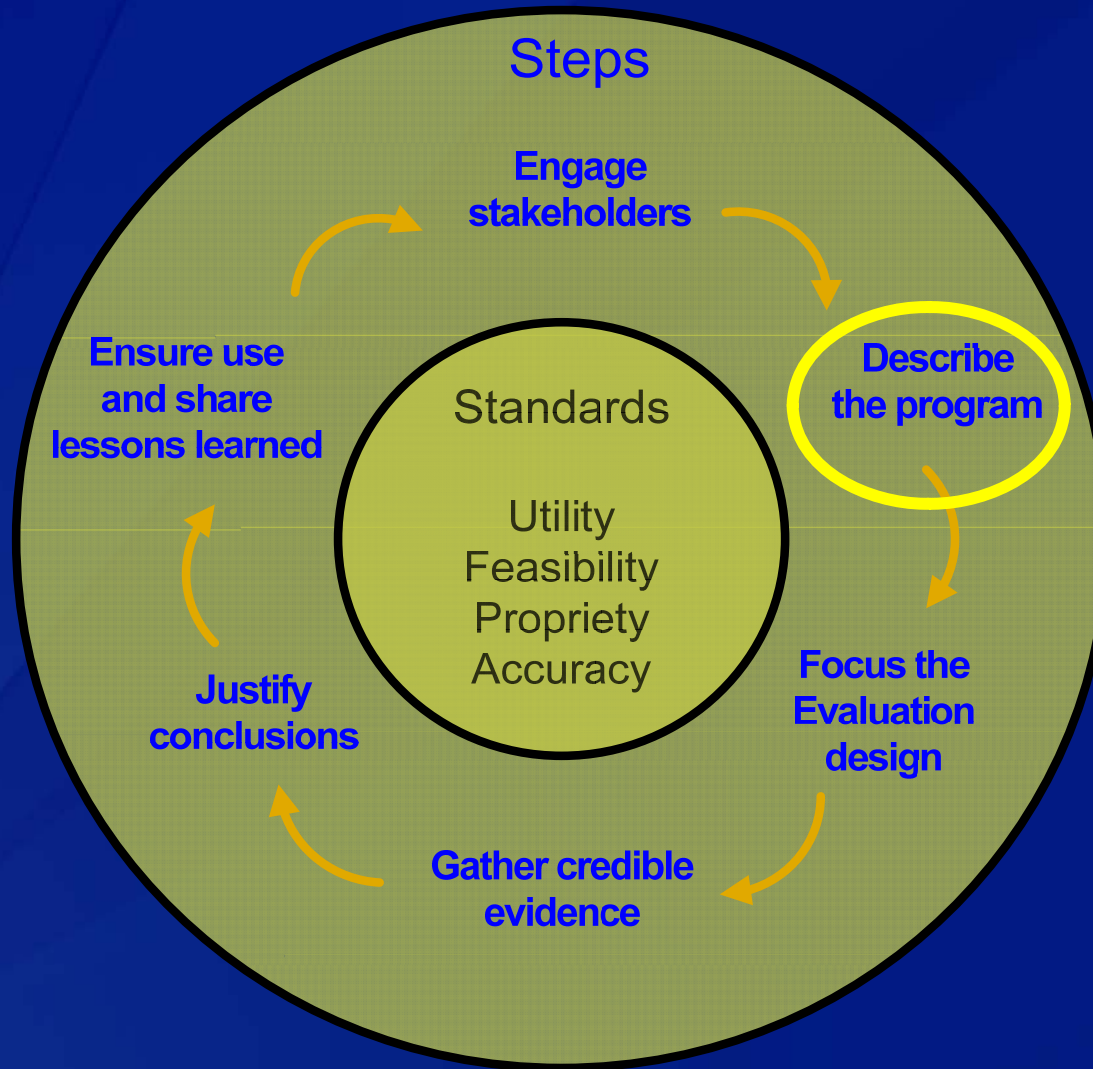 Steps
Engage
stakeholders
Describe
the program
Focus the
Evaluation
design
Gather credible
evidence
Justify
conclusions
Ensure use
and share
lessons learned
Standards
Utility
Feasibility
Propriety
Accuracy